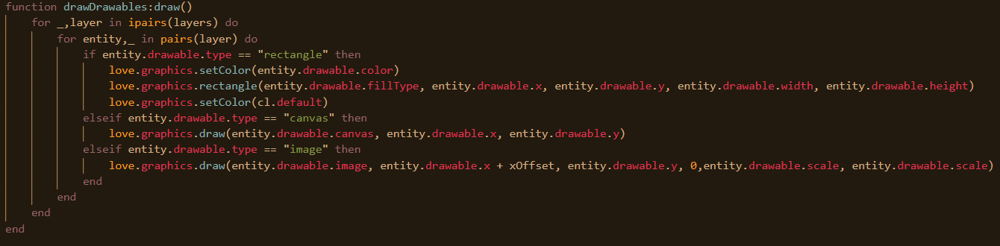 function drawDrawables:draw()
    for _,layer in ipairs(layers) do
        for entity,_ in pairs(layer) do
            if entity.drawable.type == "rectangle" then
                love.graphics.setColor(entity.drawable.color)
                love.graphics.rectangle(entity.drawable.fillType, entity.drawable.x, entity.drawable.y, entity.drawable.width, entity.drawable.height)
                love.graphics.setColor(cl.default)
            elseif entity.drawable.type == "canvas" then
                love.graphics.draw(entity.drawable.canvas, entity.drawable.x, entity.drawable.y)
            elseif entity.drawable.type == "image" then
                love.graphics.draw(entity.drawable.image, entity.drawable.x + xOffset, entity.drawable.y, 0,entity.drawable.scale, entity.drawable.scale)
            end
        end
    end
end